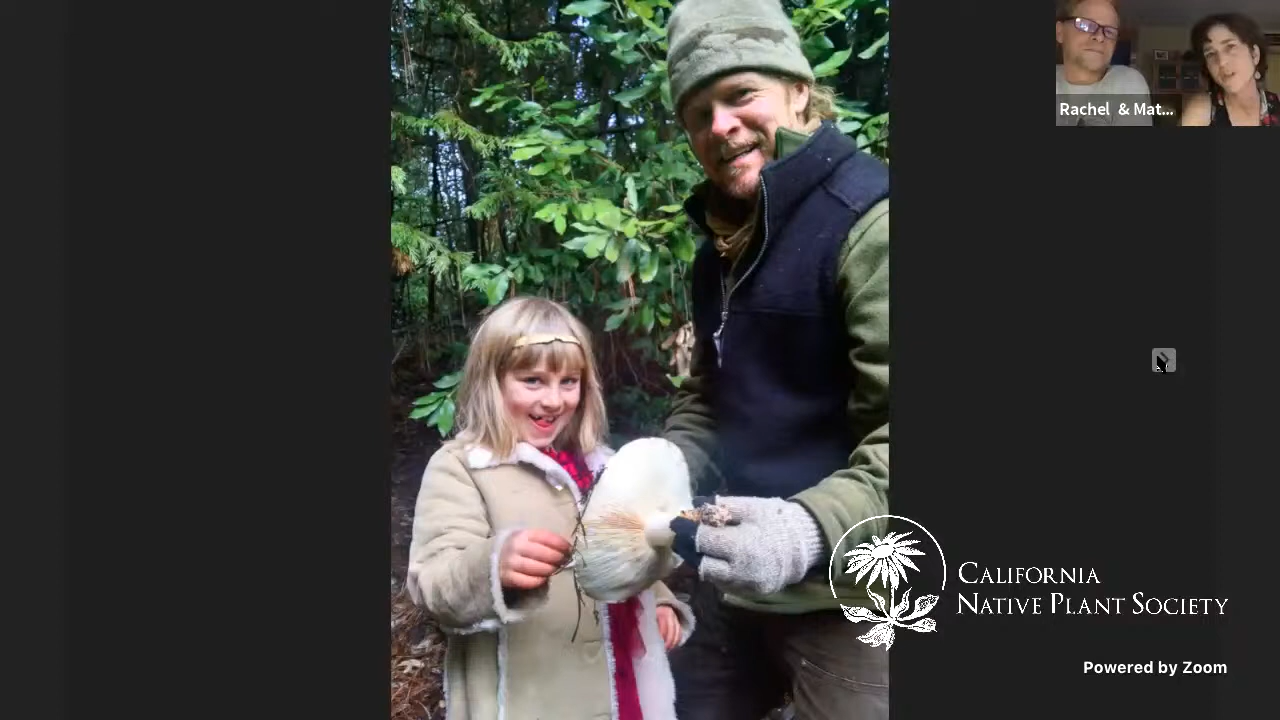 Rachel & Mat...
CALIFORNIA
NATIVE PLANT SOCIETY
Powered by Zoom